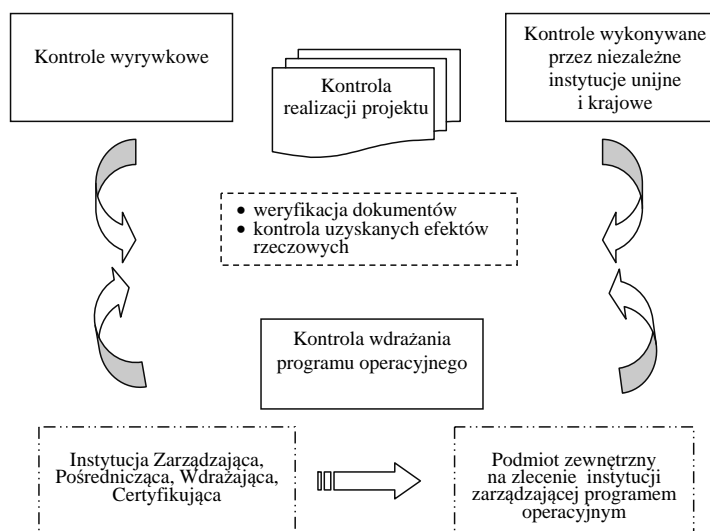 Kontrole wyrywkowe
Kontrola
realizacji projektu
Kontrole wykonywane
przez niezależne
instytucje unijne
i krajowe
• weryfikacja dokumentów
• kontrola uzyskanych efektów
rzeczowych
Kontrola wdrażania
programu operacyjnego
Instytucja Zarządzająca,
Pośrednicząca, Wdrażająca,
Certyfikująca
Podmiot zewnętrzny
na zlecenie instytucji
zarządzającej programem
operacyjnym